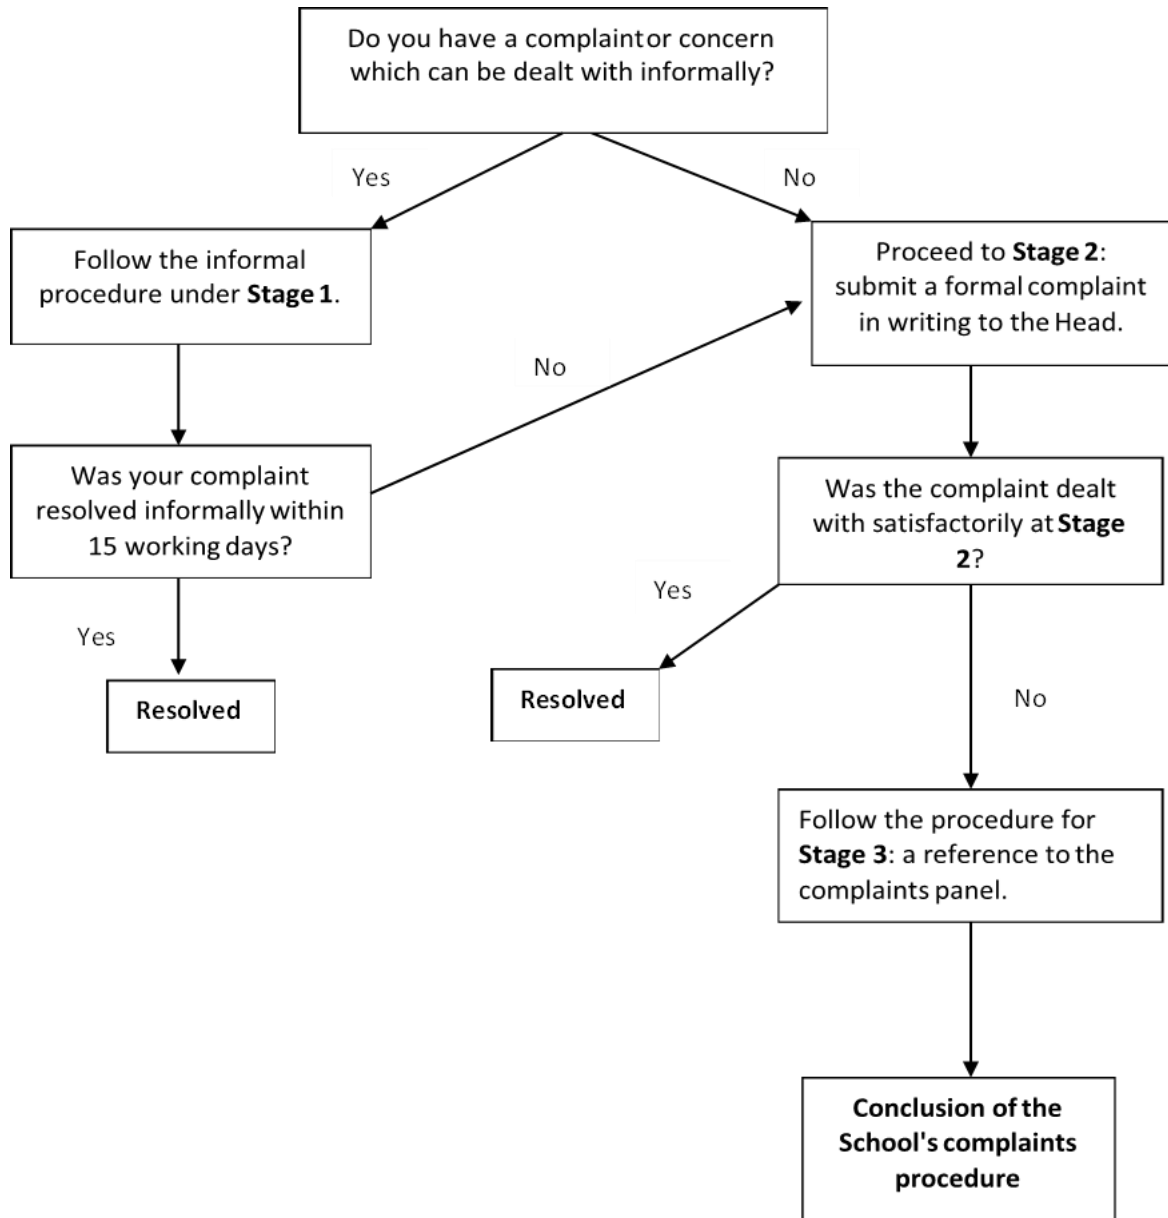 Do you have a complaint or concern
which can be dealt with informally?
Yes
No
Follow the informal
procedure under Stage 1.
Proceed to Stage 2:
submit a formal complaint
in writing to the Head.
No
Was your complaint
resolved informally within
15 working days?
Was the complaint dealt
with satisfactorily at Stage
2?
Yes
Yes
Resolved
Resolved
No
Follow the procedure for
Stage 3: a reference to the
complaints panel.
Conclusion of the
School's complaints
procedure